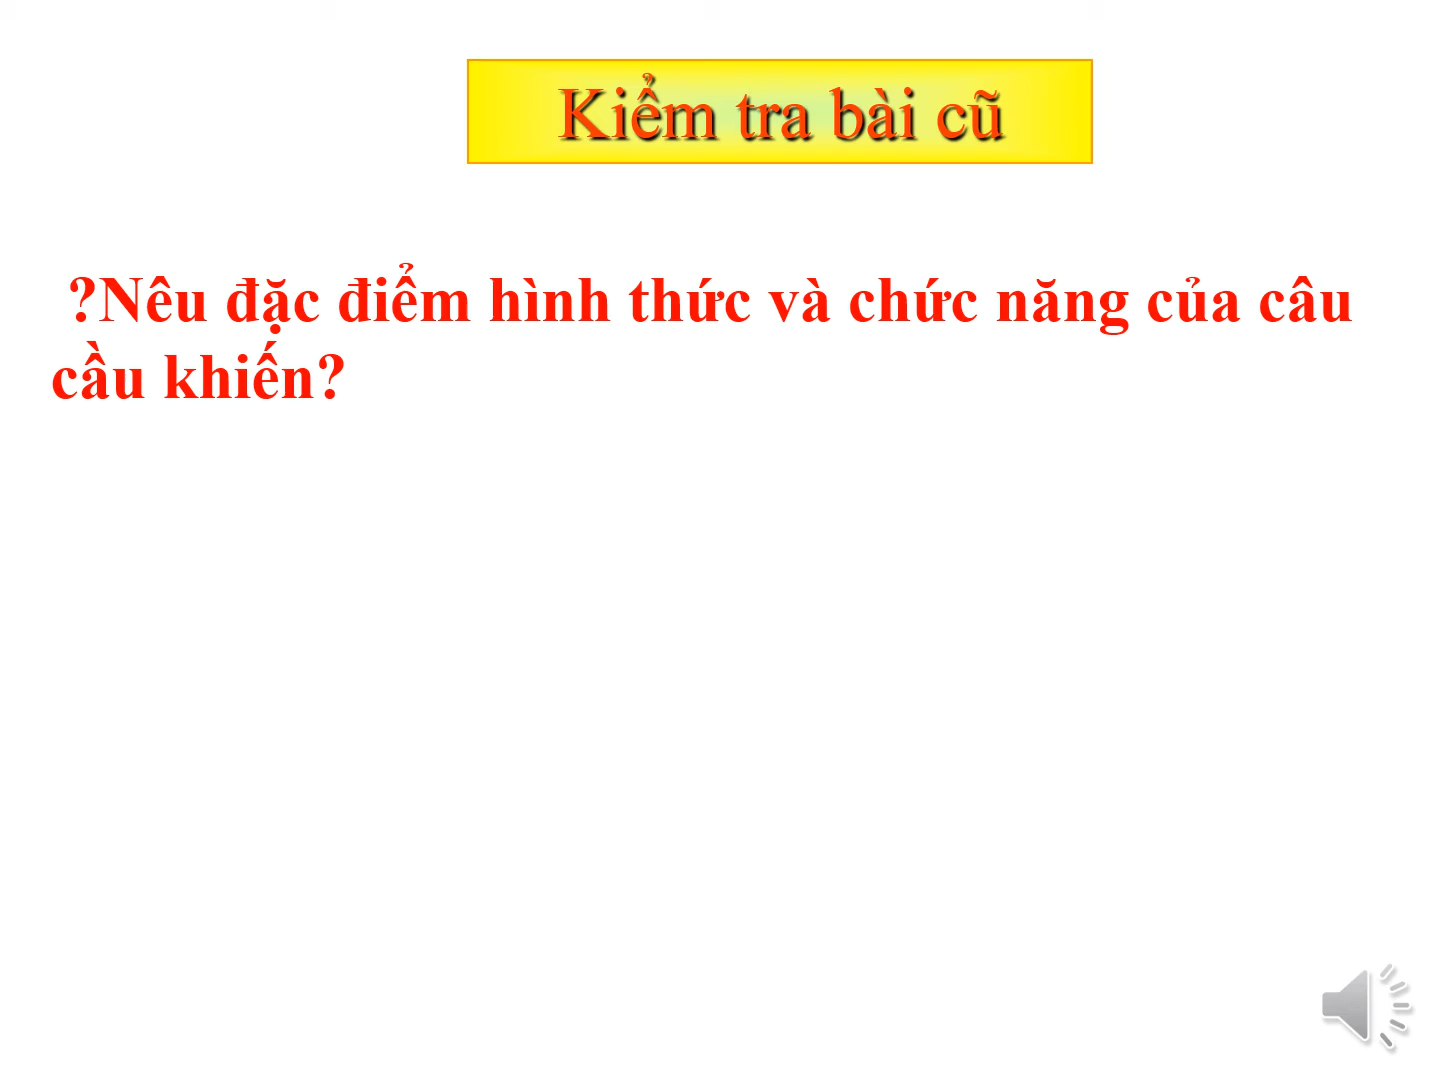 Kiểm tra bài cũ
?Nêu đặc điểm hình thức và chức năng của câu
cầu khiến?